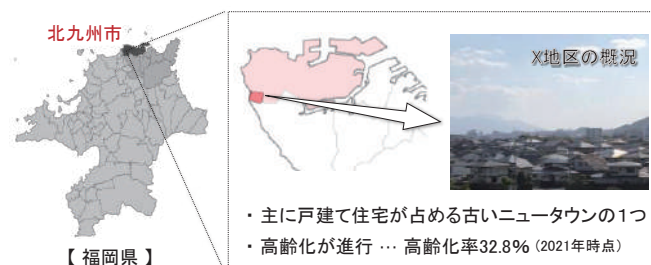 北九州市
【 福岡県 】
X地区の概況
・ 主に戸建て住宅が占める古いニュータウンの1つ
・ 高齢化が進行 … 高齢化率32.8% (2021年時点)